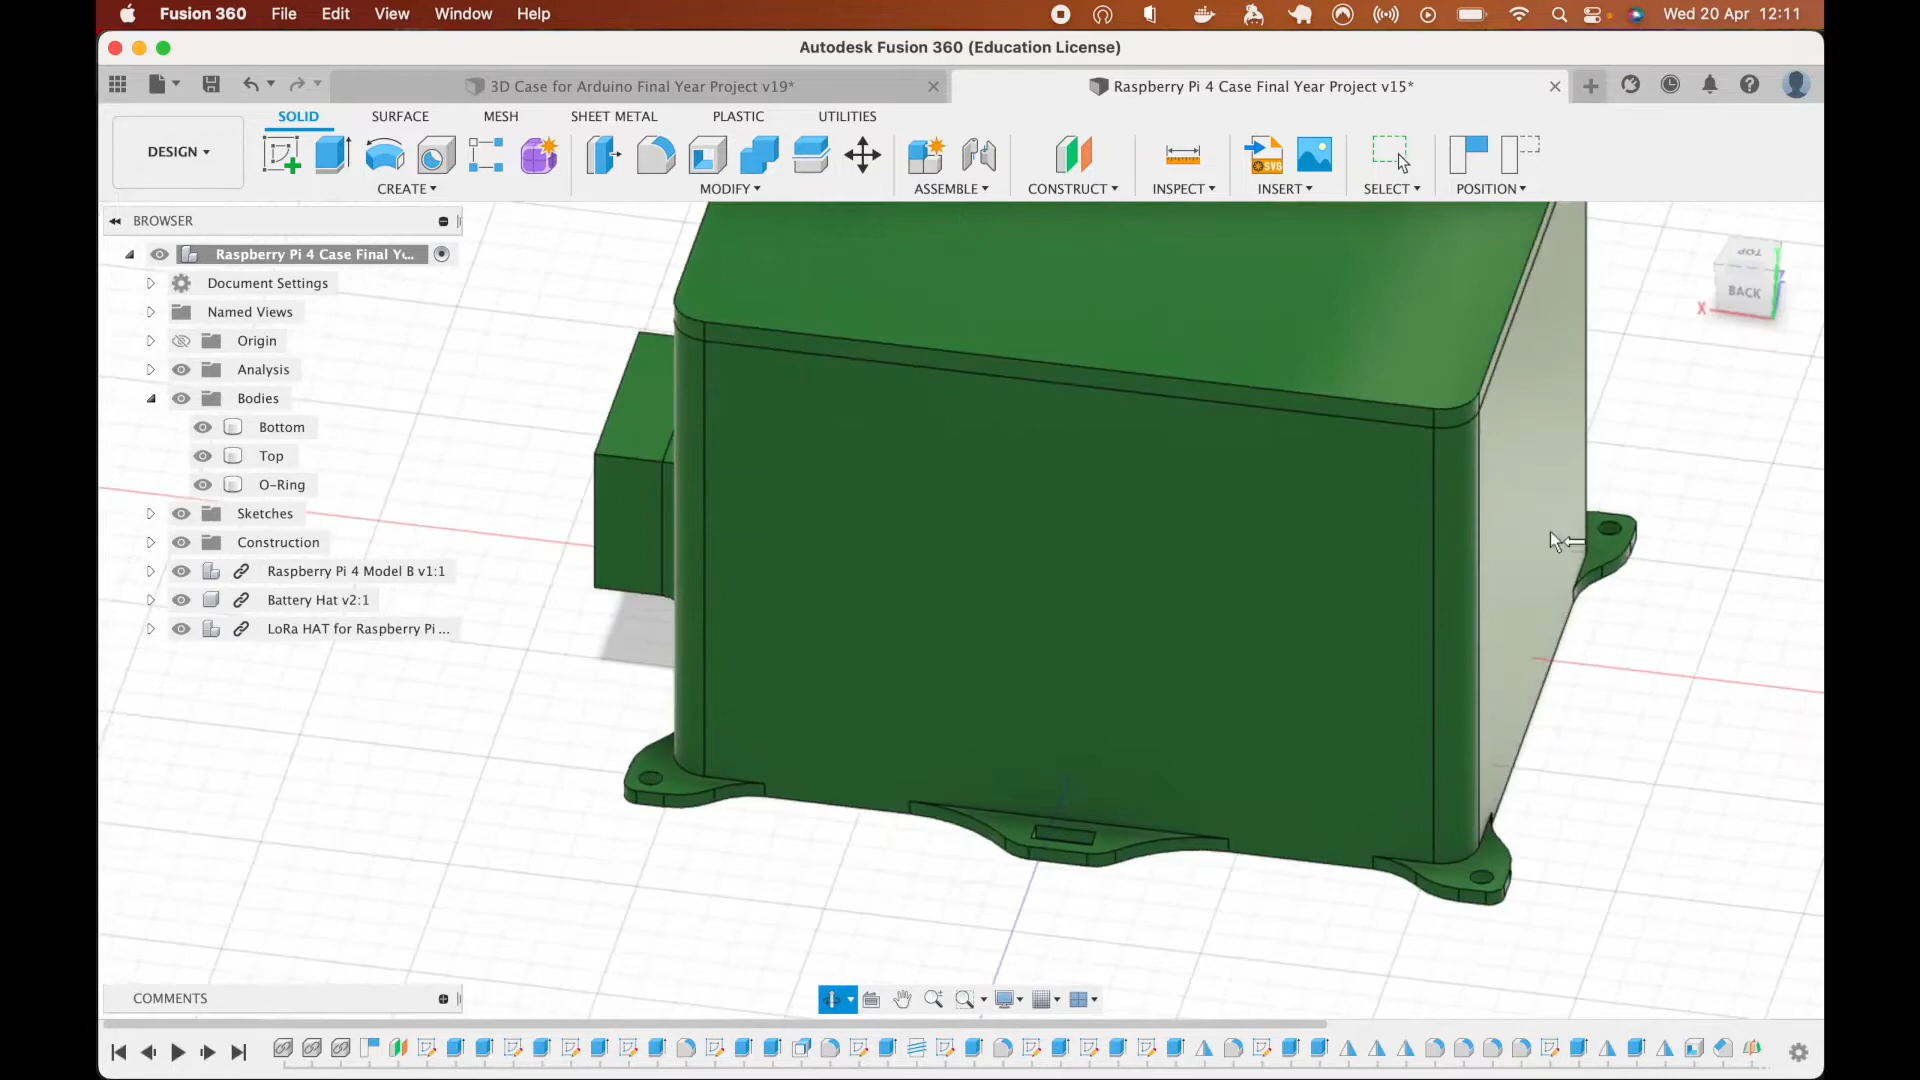 Fusion 360 File Edit View Window Help Wed 20 Apr 12:11
Autodesk Fusion 360 (Education License)
3D Case for Arduino Final Year Project v19* Raspberry Pi 4 Case Final Year Project v15*
SOLID SURFACE MESH SHEET METAL PLASTIC UTILITIES
DESIGN
SVG
CREATE MODIFY ASSEMBLE CONSTRUCT INSPECT INSERT SELECT POSITION
BROWSER
Raspberry Pi 4 Case Final Y...
Document Settings
Named Views
Origin
Analysis
Bodies
Bottom
Top
O-Ring
Sketches
Construction
Raspberry Pi 4 Model B v1:1
Battery Hat v2:1
LoRa HAT for Raspberry Pi ...
TOP
BACK
X
Z
COMMENTS